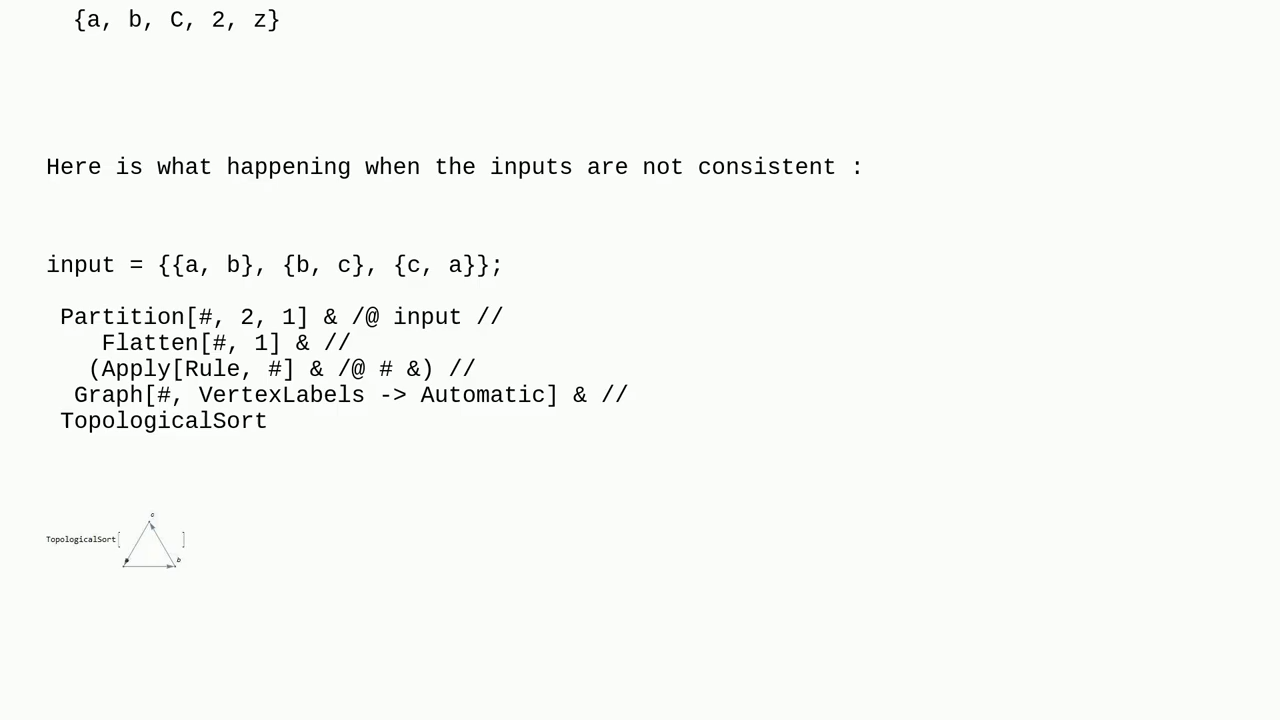 {a, b, C, 2, z}
Here is what happening when the inputs are not consistent :
input = {{a, b}, {b, c}, {c, a}};
Partition[#, 2, 1] & /@ input //
Flatten[#, 1] & //
(Apply[Rule, #] & /@ # &) //
Graph[#, VertexLabels -> Automatic] & //
TopologicalSort
c
TopologicalSort[ ]
b